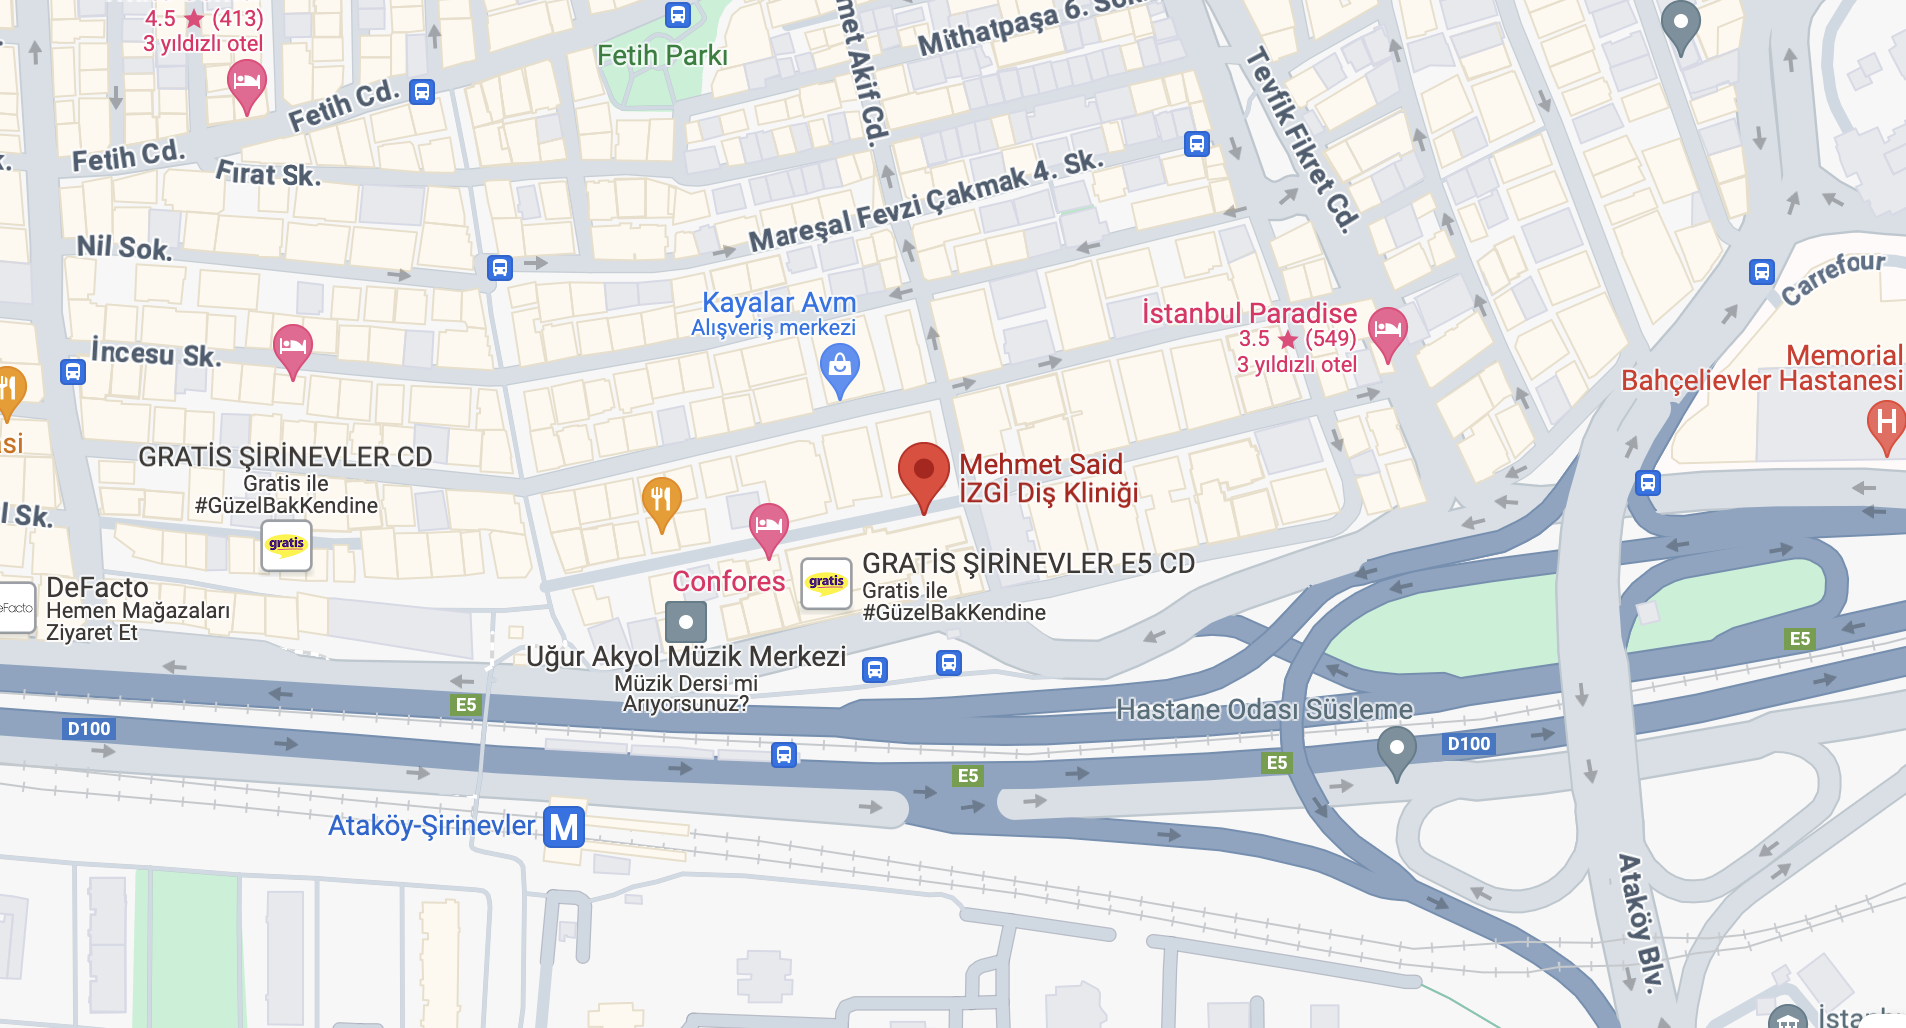 4.5 ★ (413)
3 yıldızlı otel
Fetih Parkı
Mithatpaşa 6.
met Akif Cd.
Tevfik Fikret Cd.
Fetih Cd.
Fetih Cd.
Fırat Sk.
Mareşal Fevzi Çakmak 4. Sk.
k.
Nil Sok.
Carrefour
Kayalar Avm
Alışveriş merkezi
İstanbul Paradise
3.5 ★ (549)
3 yıldızlı otel
İncesu Sk.
Memorial
Bahçelievler Hastanesi
H
asi
GRATİS ŞİRİNEVLER CD
Gratis ile
#GüzelBakKendine
gratis
Mehmet Said
İZGİ Diş Kliniği
l Sk.
Confores
GRATİS ŞİRİNEVLER E5 CD
Gratis ile
#GüzelBakKendine
gratis
DeFacto
Hemen Mağazaları
Ziyaret Et
eFacto
E5
Uğur Akyol Müzik Merkezi
Müzik Dersi mi
Arıyorsunuz?
E5
D100
Hastane Odası Süsleme
D100
E5
E5
Ataköy-Şirinevler
M
Ataköy Blv.
İstanbu